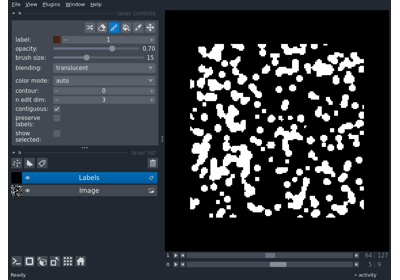 File View Plugins Window Help
layer controls
label: 1
opacity: 0.70
brush size: 15
blending: translucent
color mode: auto
contour: 0
n edit dim: 3
contiguous:
preserve
labels:
show
selected:
layer list
Labels
Image
1 64 127
0 5 9
Ready activity